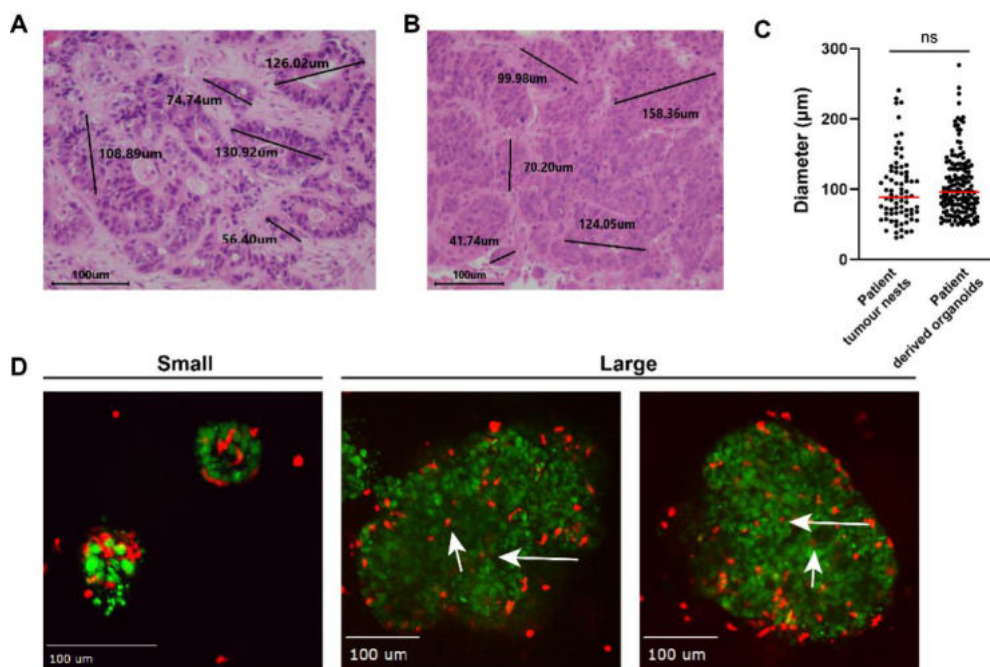 A
126.02um
74.74um
108.89um
130.92um
56.40um
100um
B
99.98um
158.36um
70.20um
124.05um
41.74um
100um
C
ns
300
200
100
0
Diameter (µm)
Patient
tumour nests
Patient
derived organoids
D
Small
Large
100 um
100 um
100 um